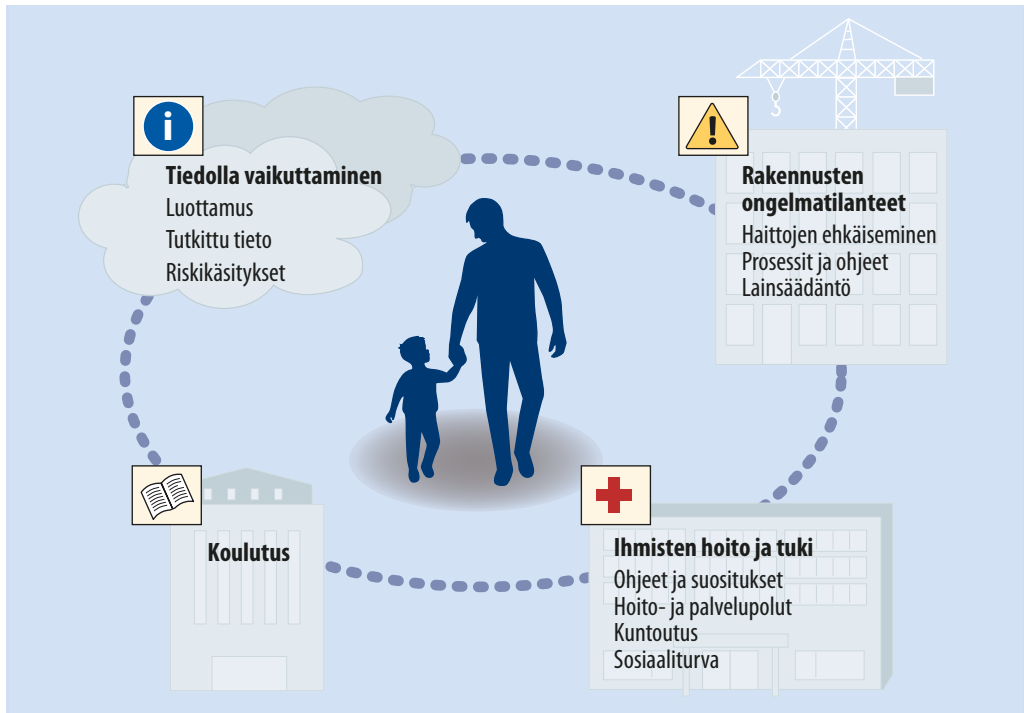 i
Tiedolla vaikuttaminen
Luottamus
Tutkittu tieto
Riskikäsitykset
!
Rakennusten
ongelmatilanteet
Haittojen ehkäiseminen
Prosessit ja ohjeet
Lainsäädäntö
Koulutus
Ihmisten hoito ja tuki
Ohjeet ja suositukset
Hoito- ja palvelupolut
Kuntoutus
Sosiaaliturva